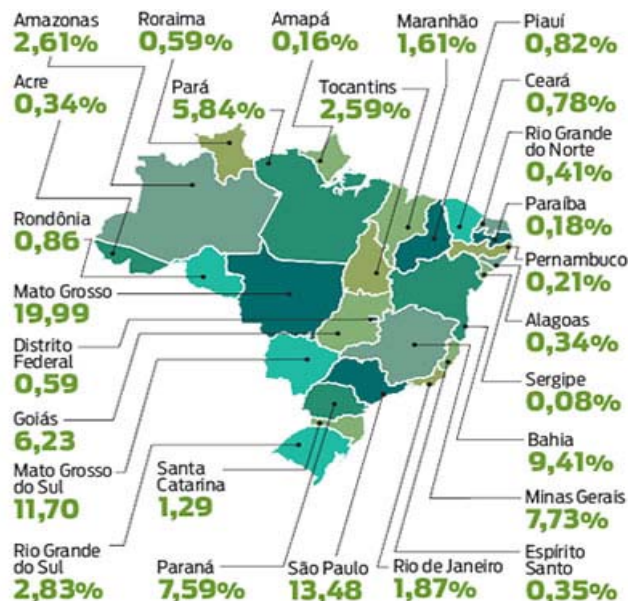 Amazonas
2,61%
Roraima
0,59%
Amapá
0,16%
Maranhão
1,61%
Piauí
0,82%
Acre
0,34%
Pará
5,84%
Tocantins
2,59%
Ceará
0,78%
Rio Grande
do Norte
0,41%
Paraíba
0,18%
Rondônia
0,86
Pernambuco
0,21%
Mato Grosso
19,99
Alagoas
0,34%
Distrito
Federal
0,59
Sergipe
0,08%
Goiás
6,23
Bahia
9,41%
Mato Grosso
do Sul
11,70
Santa
Catarina
1,29
Minas Gerais
7,73%
Rio Grande
do Sul
2,83%
Paraná
7,59%
São Paulo
13,48
Rio de Janeiro
1,87%
Espírito
Santo
0,35%